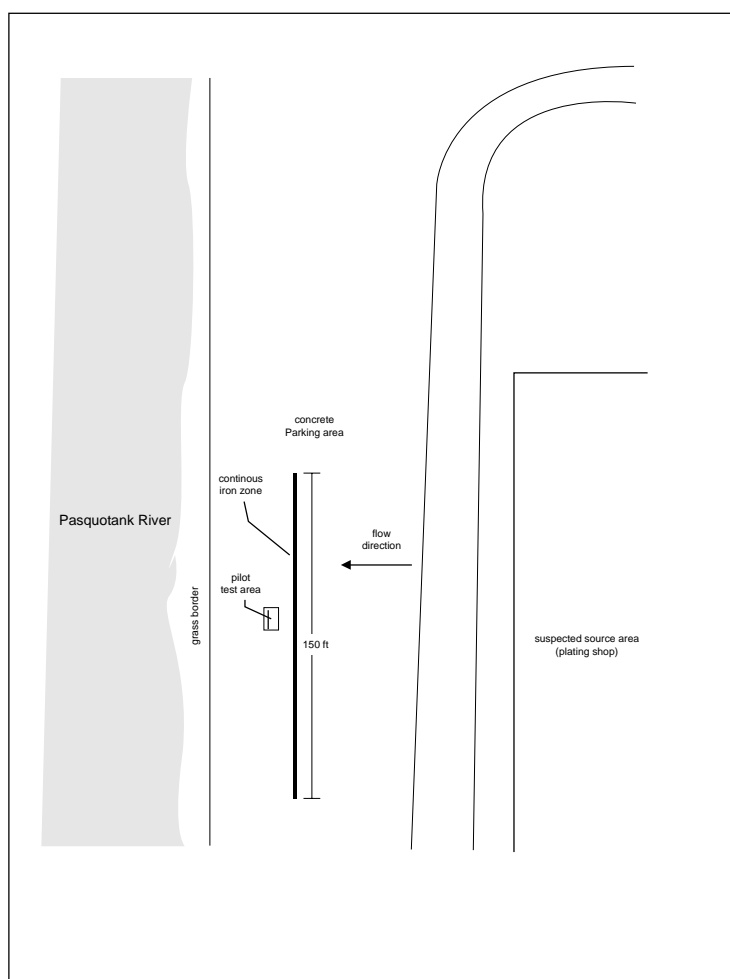 concrete
Parking area
continous
iron zone
Pasquotank River
flow
direction
pilot
test area
grass border
150 ft
suspected source area
(plating shop)